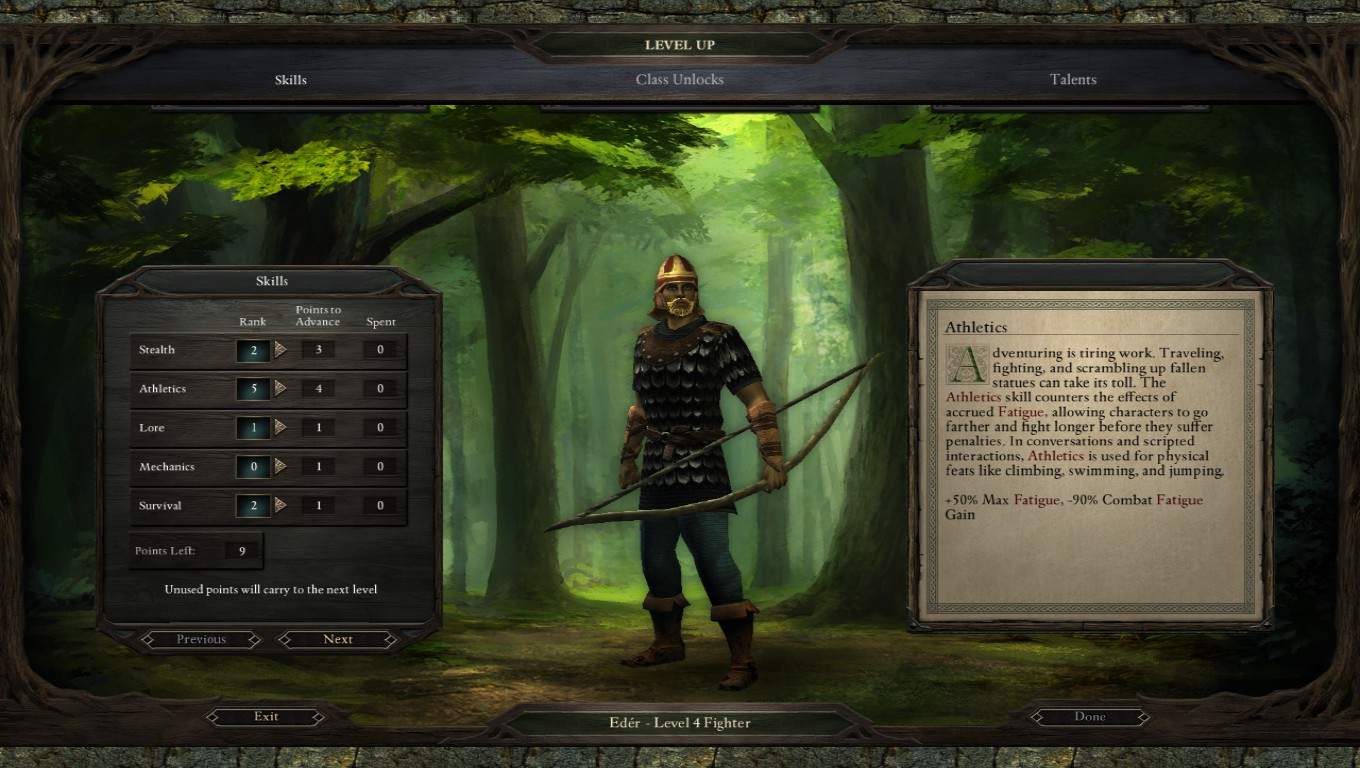 LEVEL UP
Skills
Class Unlocks
Talents
Skills
Rank
Points to
Advance
Spent
Stealth 2 3 0
Athletics 5 4 0
Lore 1 1 0
Mechanics 0 1 0
Survival 2 1 0
Points Left: 9
Unused points will carry to the next level
Previous
Next
Athletics
Adventuring is tiring work. Traveling,
fighting, and scrambling up fallen
statues can take its toll. The
Athletics skill counters the effects of
accrued Fatigue, allowing characters to go
farther and fight longer before they suffer
penalties. In conversations and scripted
interactions, Athletics is used for physical
feats like climbing, swimming, and jumping.
+50% Max Fatigue, -90% Combat Fatigue
Gain
Exit
Edér - Level 4 Fighter
Done